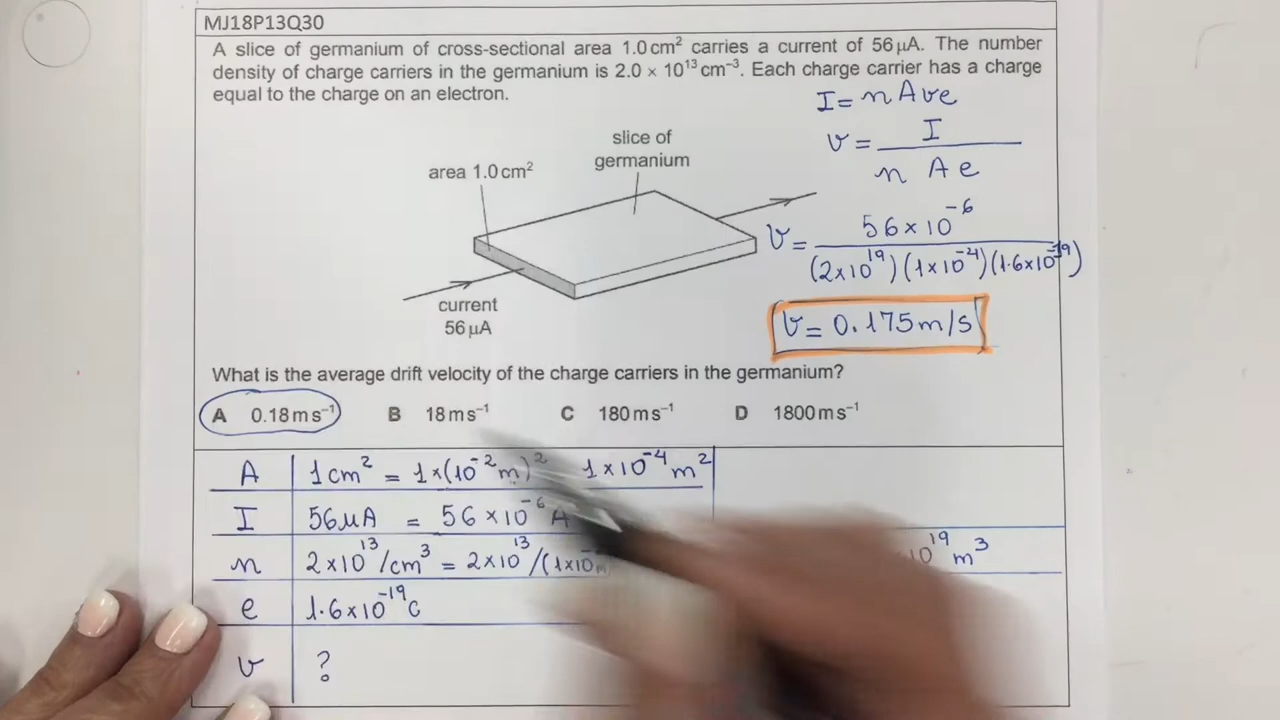 MJ18P13Q30
A slice of germanium of cross-sectional area 1.0 cm² carries a current of 56 μA. The number
density of charge carriers in the germanium is 2.0 × 10¹³ cm⁻³. Each charge carrier has a charge
equal to the charge on an electron.
I = nAve
v = I / nAe
slice of
germanium
area 1.0 cm²
v = 56×10⁻⁶ / (2×10¹⁹)(1×10⁻⁴)(1.6×10⁻¹⁹)
current
56 μA
v = 0.175 m/s
What is the average drift velocity of the charge carriers in the germanium?
A 0.18 m s⁻¹ B 18 m s⁻¹ C 180 m s⁻¹ D 1800 m s⁻¹
A 1 cm² = 1×(10⁻² m)² 1×10⁻⁴ m²
I 56 μA = 56×10⁻⁶ A
n 2×10¹³/cm³ = 2×10¹³/(1×10 10¹⁹ m³
e 1.6×10⁻¹⁹ C
v ?